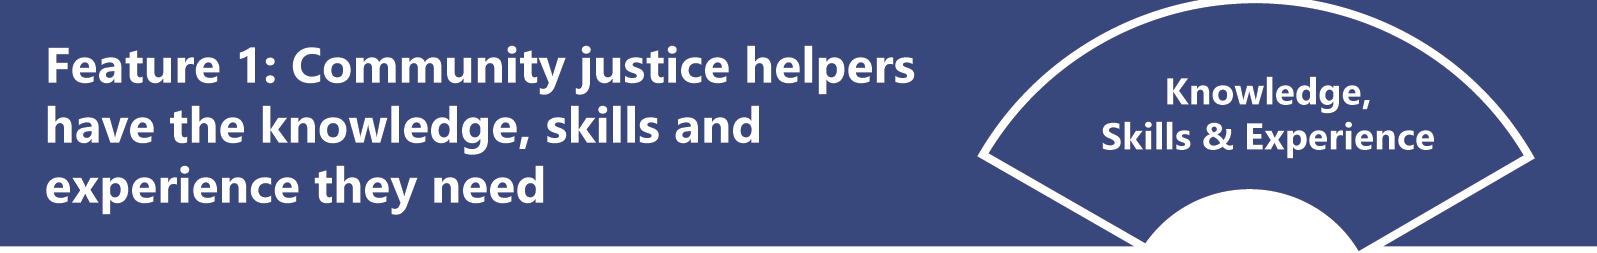 Feature 1: Community justice helpers
have the knowledge, skills and
experience they need
Knowledge,
Skills & Experience